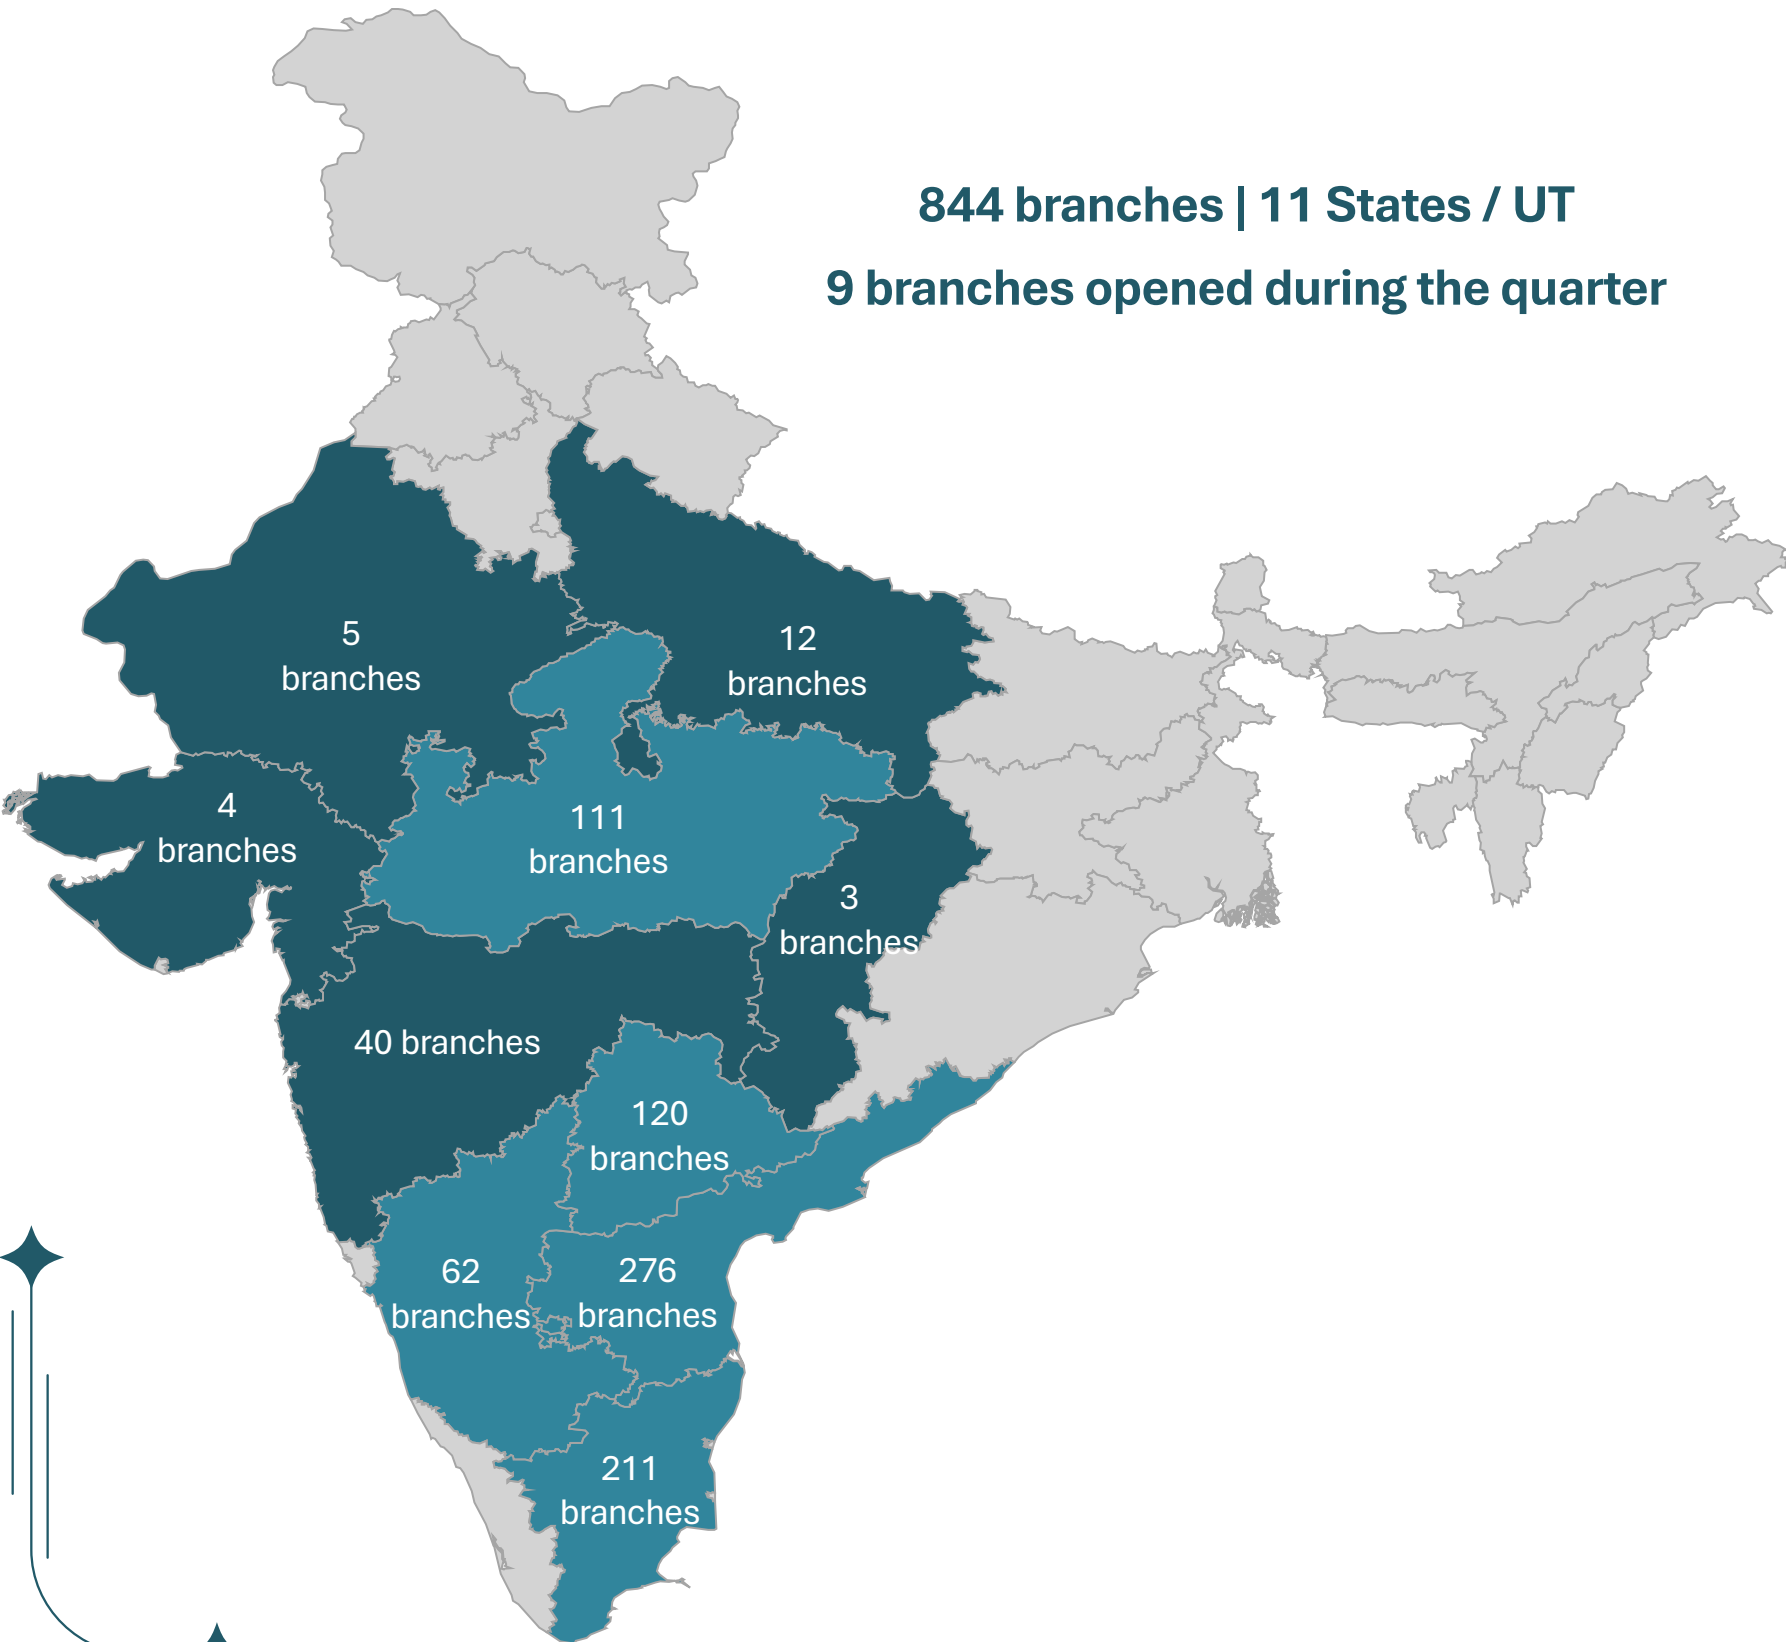 844 branches | 11 States / UT
9 branches opened during the quarter
5
branches
12
branches
4
branches
111
branches
3
branches
40 branches
120
branches
62
branches
276
branches
211
branches